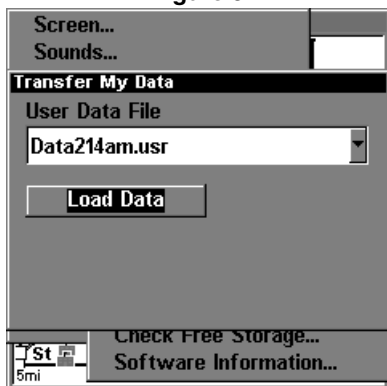 Screen...
Sounds...
Transfer My Data
User Data File
Data214am.usr
Load Data
Check Free Storage...
St
Software Information...
5mi